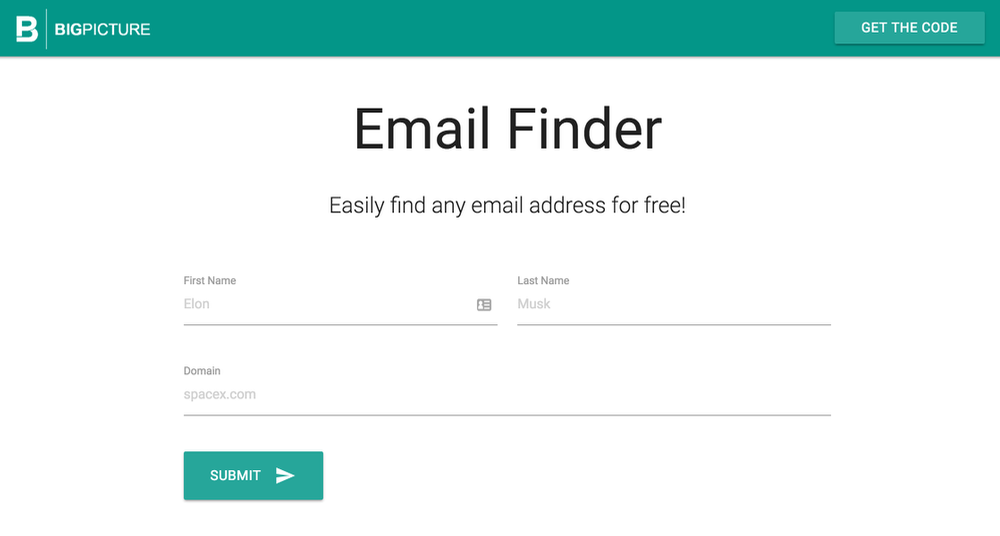 B BIGPICTURE
GET THE CODE
Email Finder
Easily find any email address for free!
First Name
Last Name
Elon
Musk
Domain
spacex.com
SUBMIT